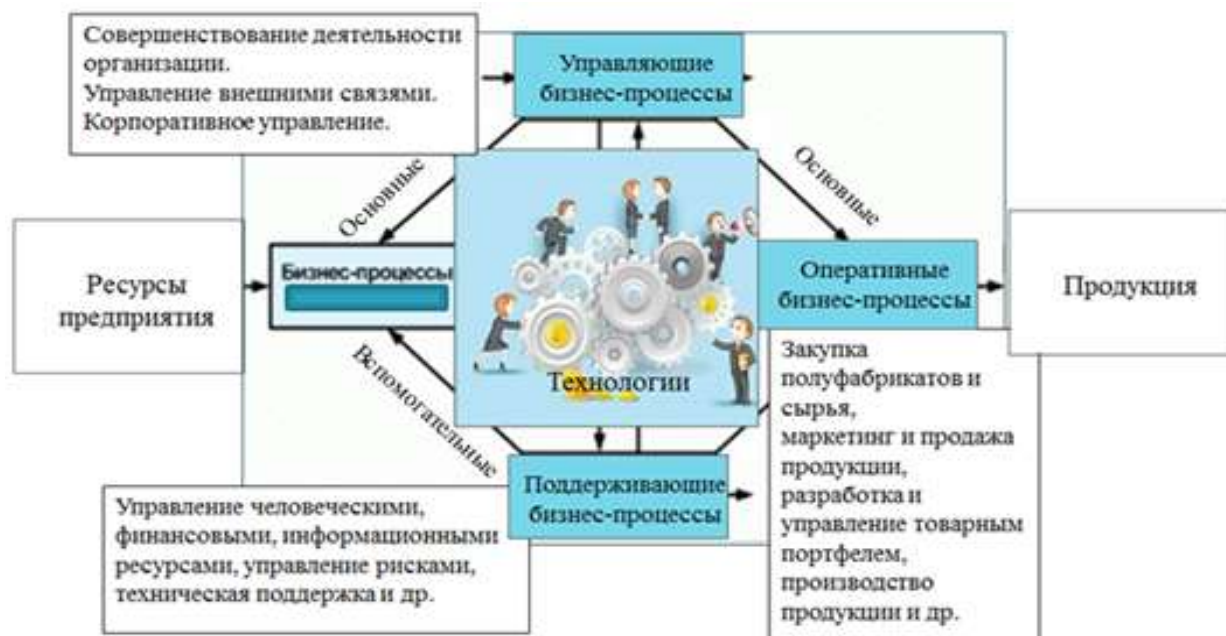 Совершенствование деятельности
организации.
Управление внешними связями.
Корпоративное управление.
Управляющие
бизнес-процессы
Основные
Основные
Ресурсы
предприятия
Бизнес-процессы
Технологии
Оперативные
бизнес-процессы
Продукция
Вспомогательные
Поддерживающие
бизнес-процессы
Управление человеческими,
финансовыми, информационными
ресурсами, управление рисками,
техническая поддержка и др.
Закупка
полуфабрикатов и
сырья,
маркетинг и продажа
продукции,
разработка и
управление товарным
портфелем,
производство
продукции и др.